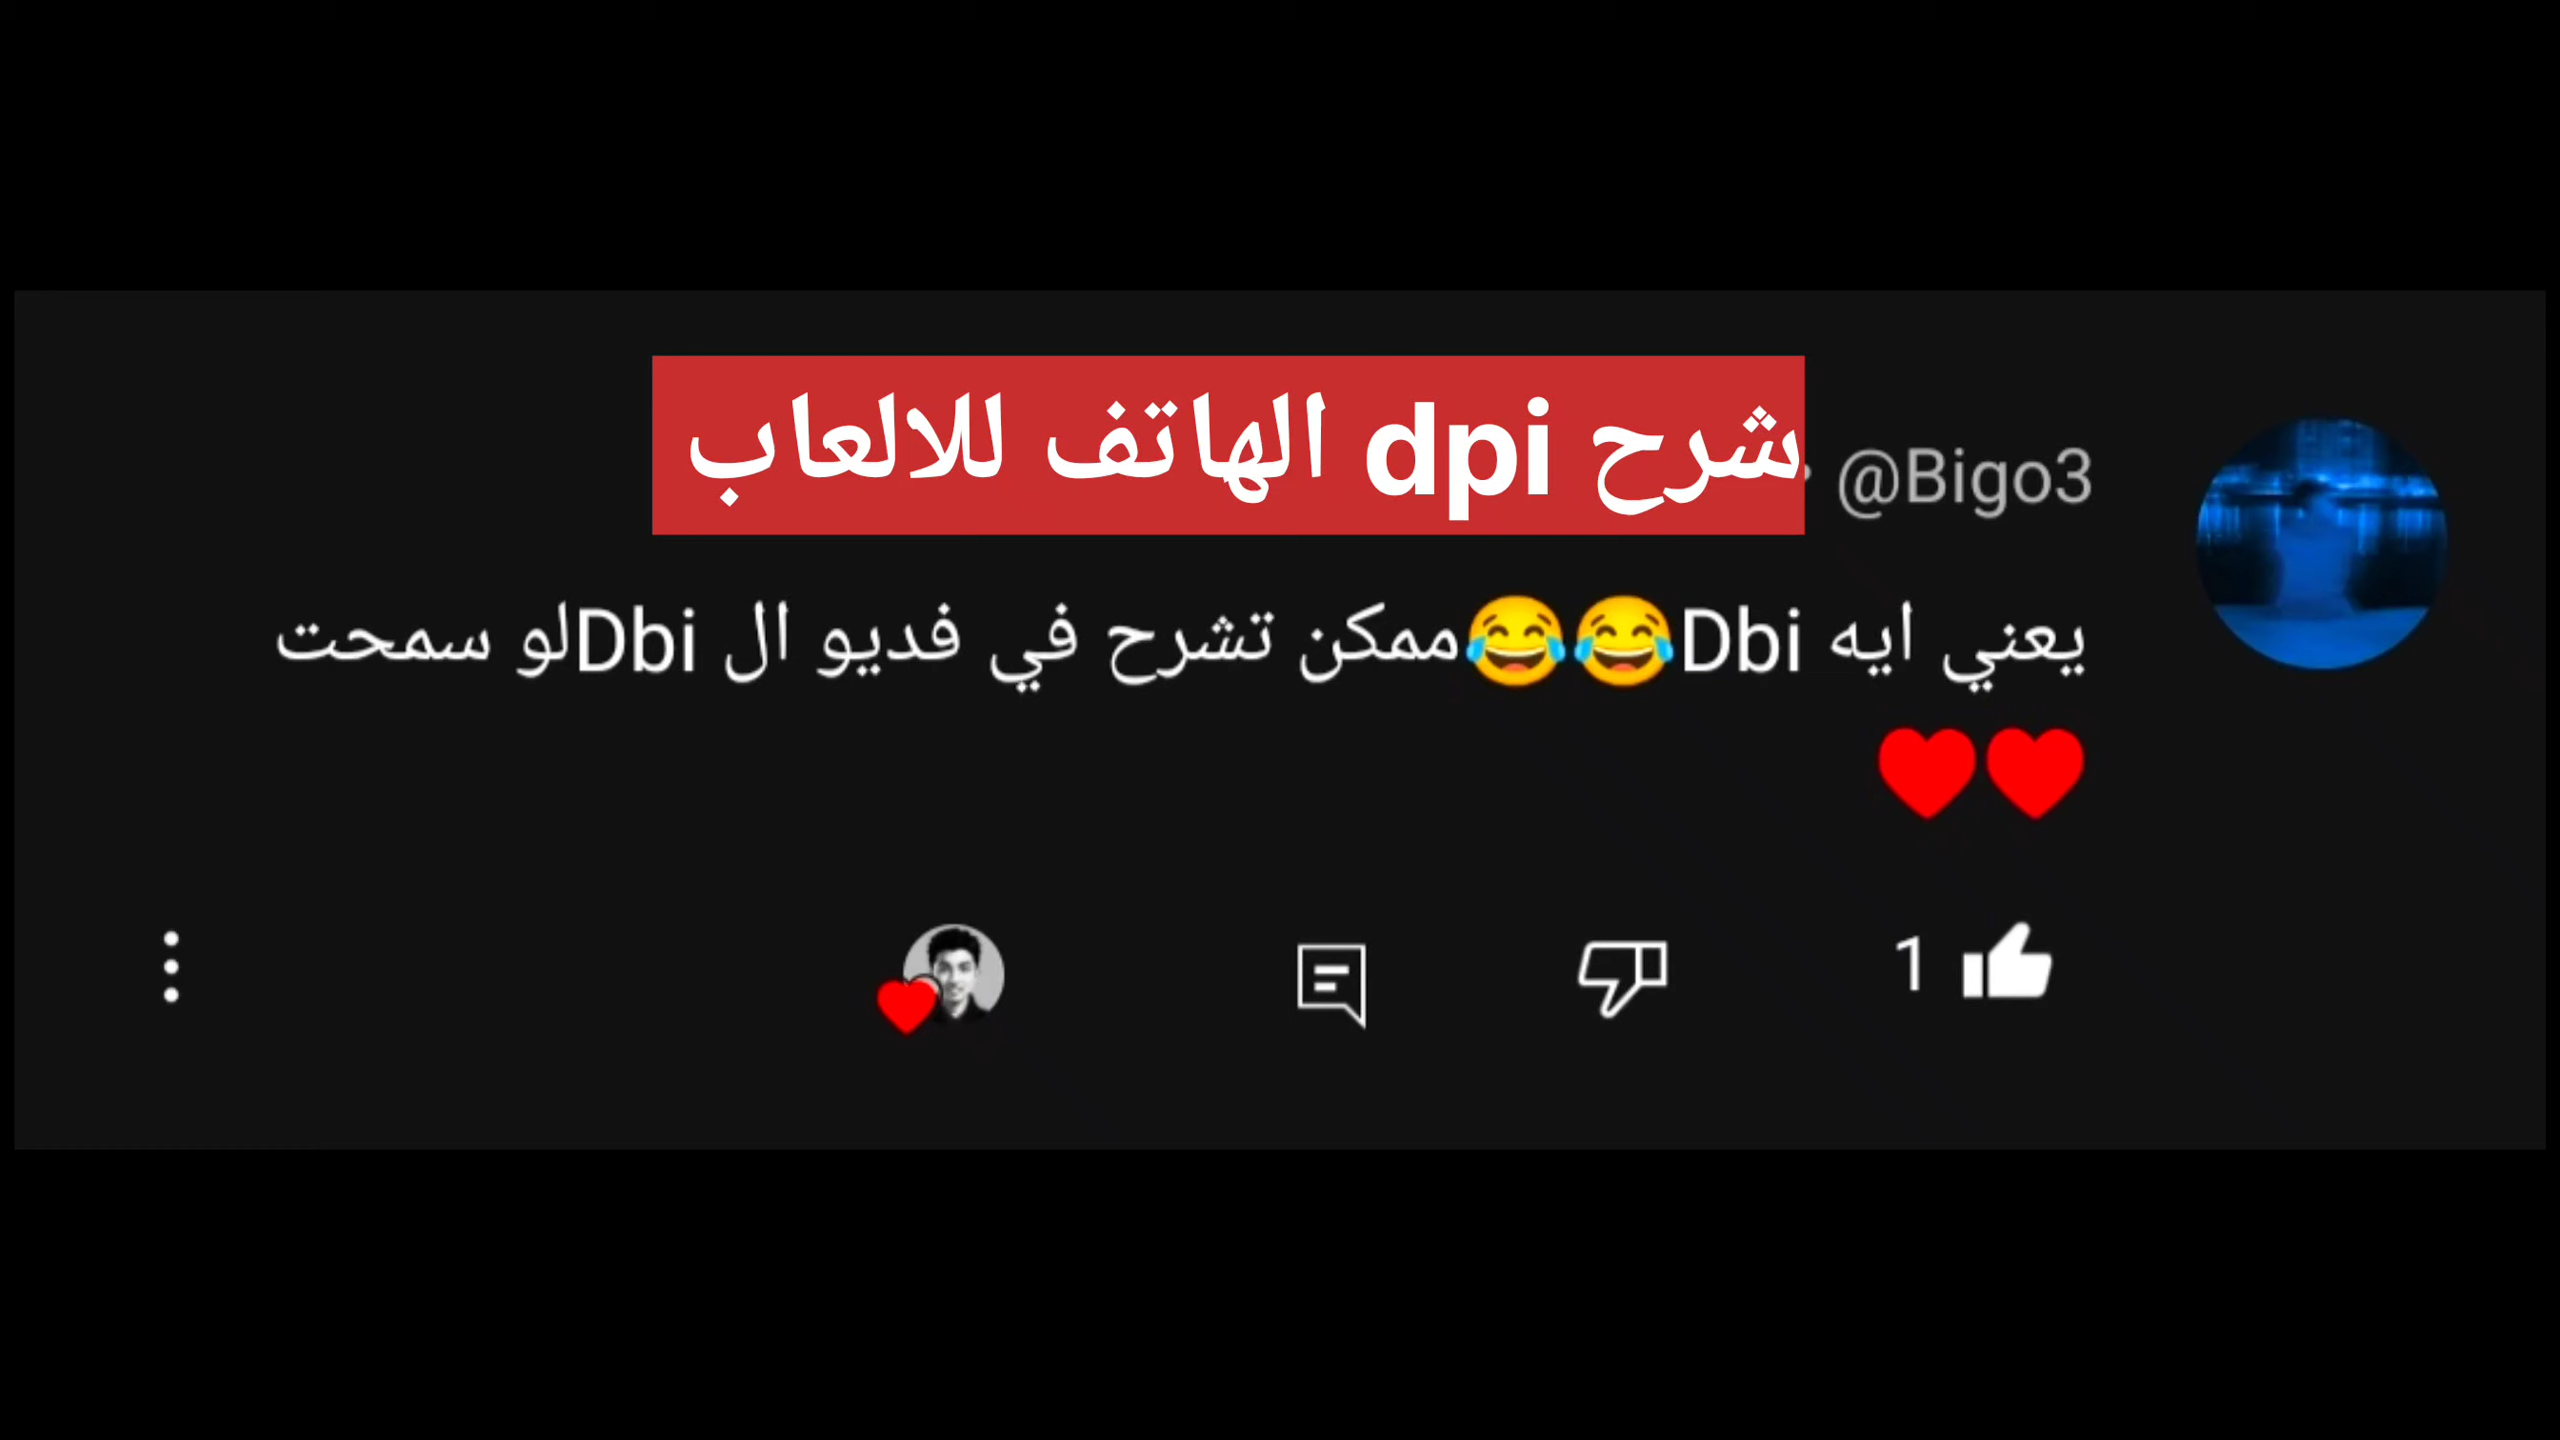 شرح dpi الهاتف للالعاب
@Bigo3
يعني ايه Dbi😂😂ممكن تشرح في فديو ال Dbiلو سمحت
❤️❤️
1